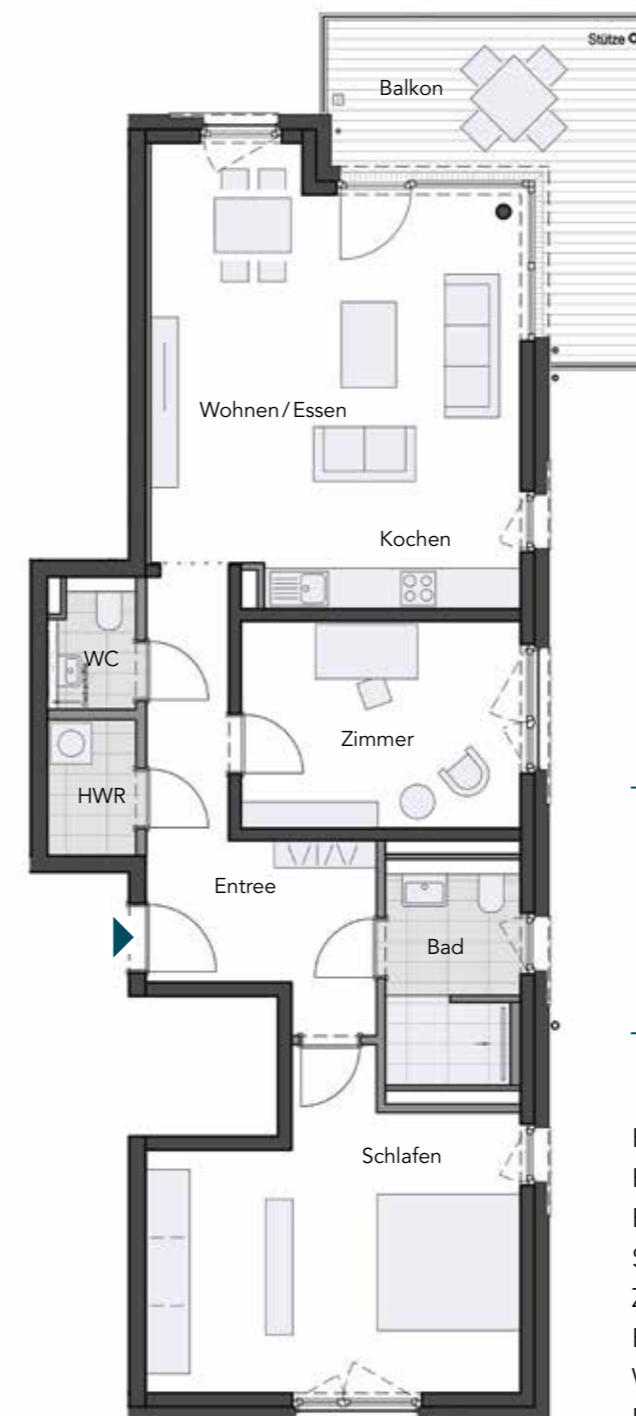 Stütze
Balkon
Wohnen/Essen
Kochen
WC
Zimmer
HWR
Entree
Bad
Schlafen